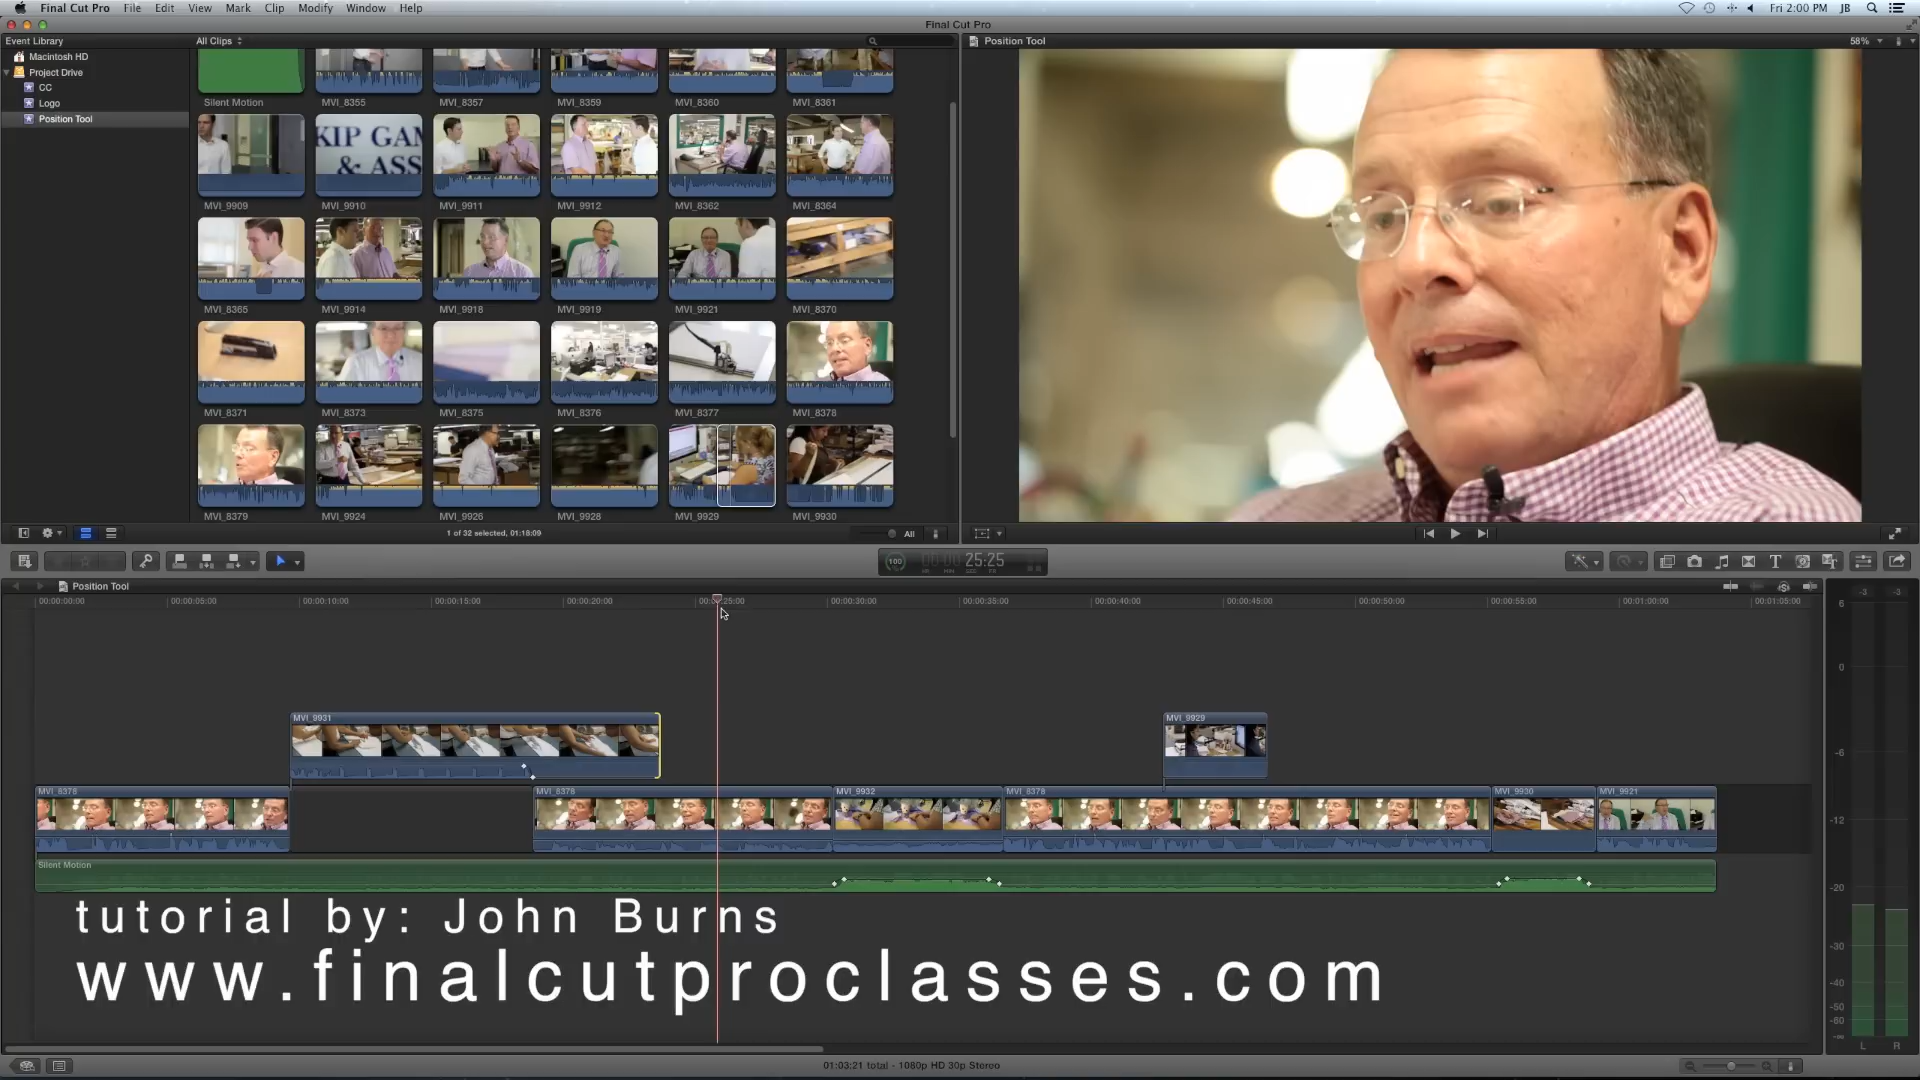 Final Cut Pro File Edit View Mark Clip Modify Window Help
Fri 2:00 PM JB
Final Cut Pro
Event Library
All Clips
Position Tool
58%
Macintosh HD
Project Drive
CC
Logo
Position Tool
Silent Motion MVI_8355 MVI_8357 MVI_8359 MVI_8360 MVI_8361
KIP GAM
& ASS
MVI_9909 MVI_9910 MVI_9911 MVI_9912 MVI_8362 MVI_8364
MVI_8365 MVI_9914 MVI_9918 MVI_9919 MVI_9921 MVI_8370
MVI_8371 MVI_8373 MVI_8375 MVI_8376 MVI_8377 MVI_8378
MVI_8379 MVI_9924 MVI_9926 MVI_9928 MVI_9929 MVI_9930
1 of 32 selected, 01:18:09
All
100 25:25
Position Tool
00:00:00:00 00:00:05:00 00:00:10:00 00:00:15:00 00:00:20:00 00:00:25:00 00:00:30:00 00:00:35:00 00:00:40:00 00:00:45:00 00:00:50:00 00:00:55:00 00:01:00:00 00:01:05:00
MVI_9931
MVI_9929
MVI_8378
MVI_8378
MVI_9932
MVI_8378
MVI_9930
MVI_9921
Silent Motion
tutorial by: John Burns
www.finalcutproclasses.com
01:03:21 total - 1080p HD 30p Stereo
-3 -3
6
0
-6
-12
-20
-30
-40
-50
-60
L R